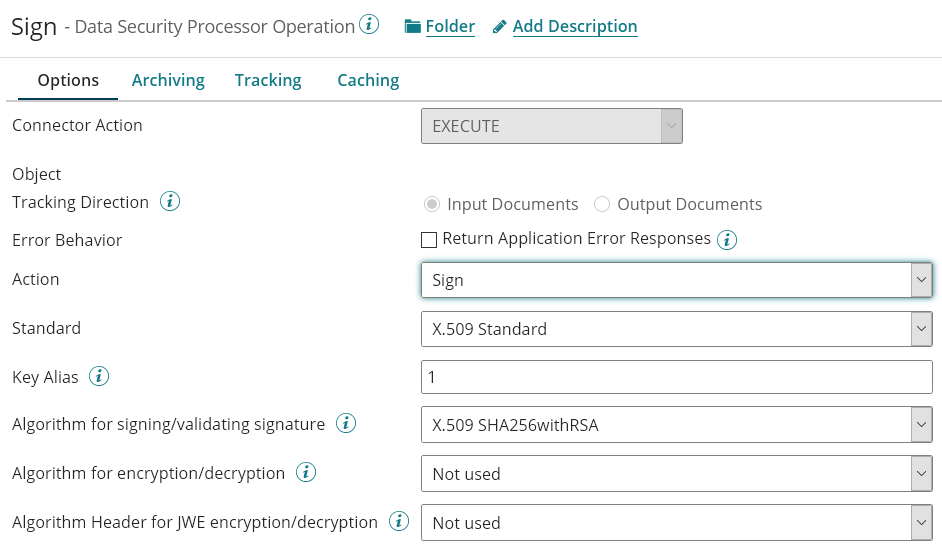 Sign - Data Security Processor Operation i Folder Add Description
Options Archiving Tracking Caching
Connector Action EXECUTE
Object
Tracking Direction i Input Documents Output Documents
Error Behavior Return Application Error Responses i
Action Sign
Standard X.509 Standard
Key Alias i 1
Algorithm for signing/validating signature i X.509 SHA256withRSA
Algorithm for encryption/decryption i Not used
Algorithm Header for JWE encryption/decryption i Not used